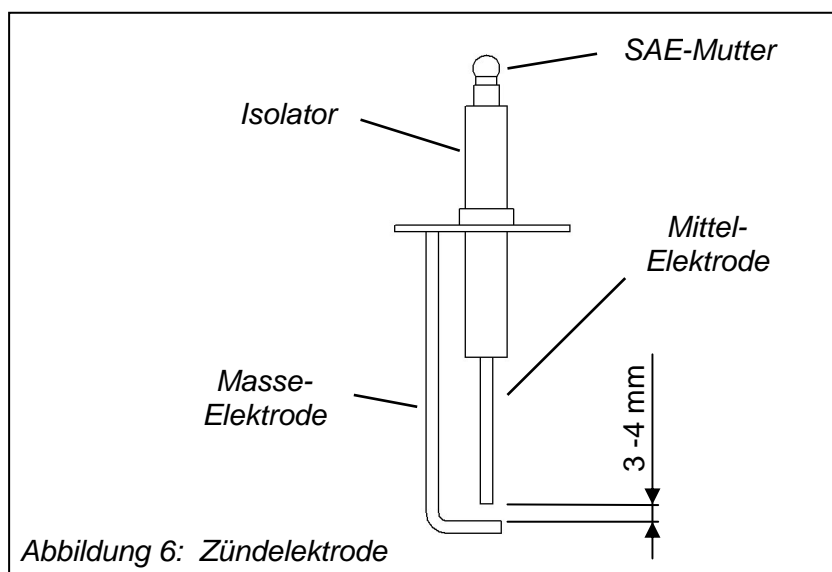 SAE-Mutter
Isolator
Mittel-
Elektrode
Masse-
Elektrode
3 -4 mm
Abbildung 6:  Zündelektrode